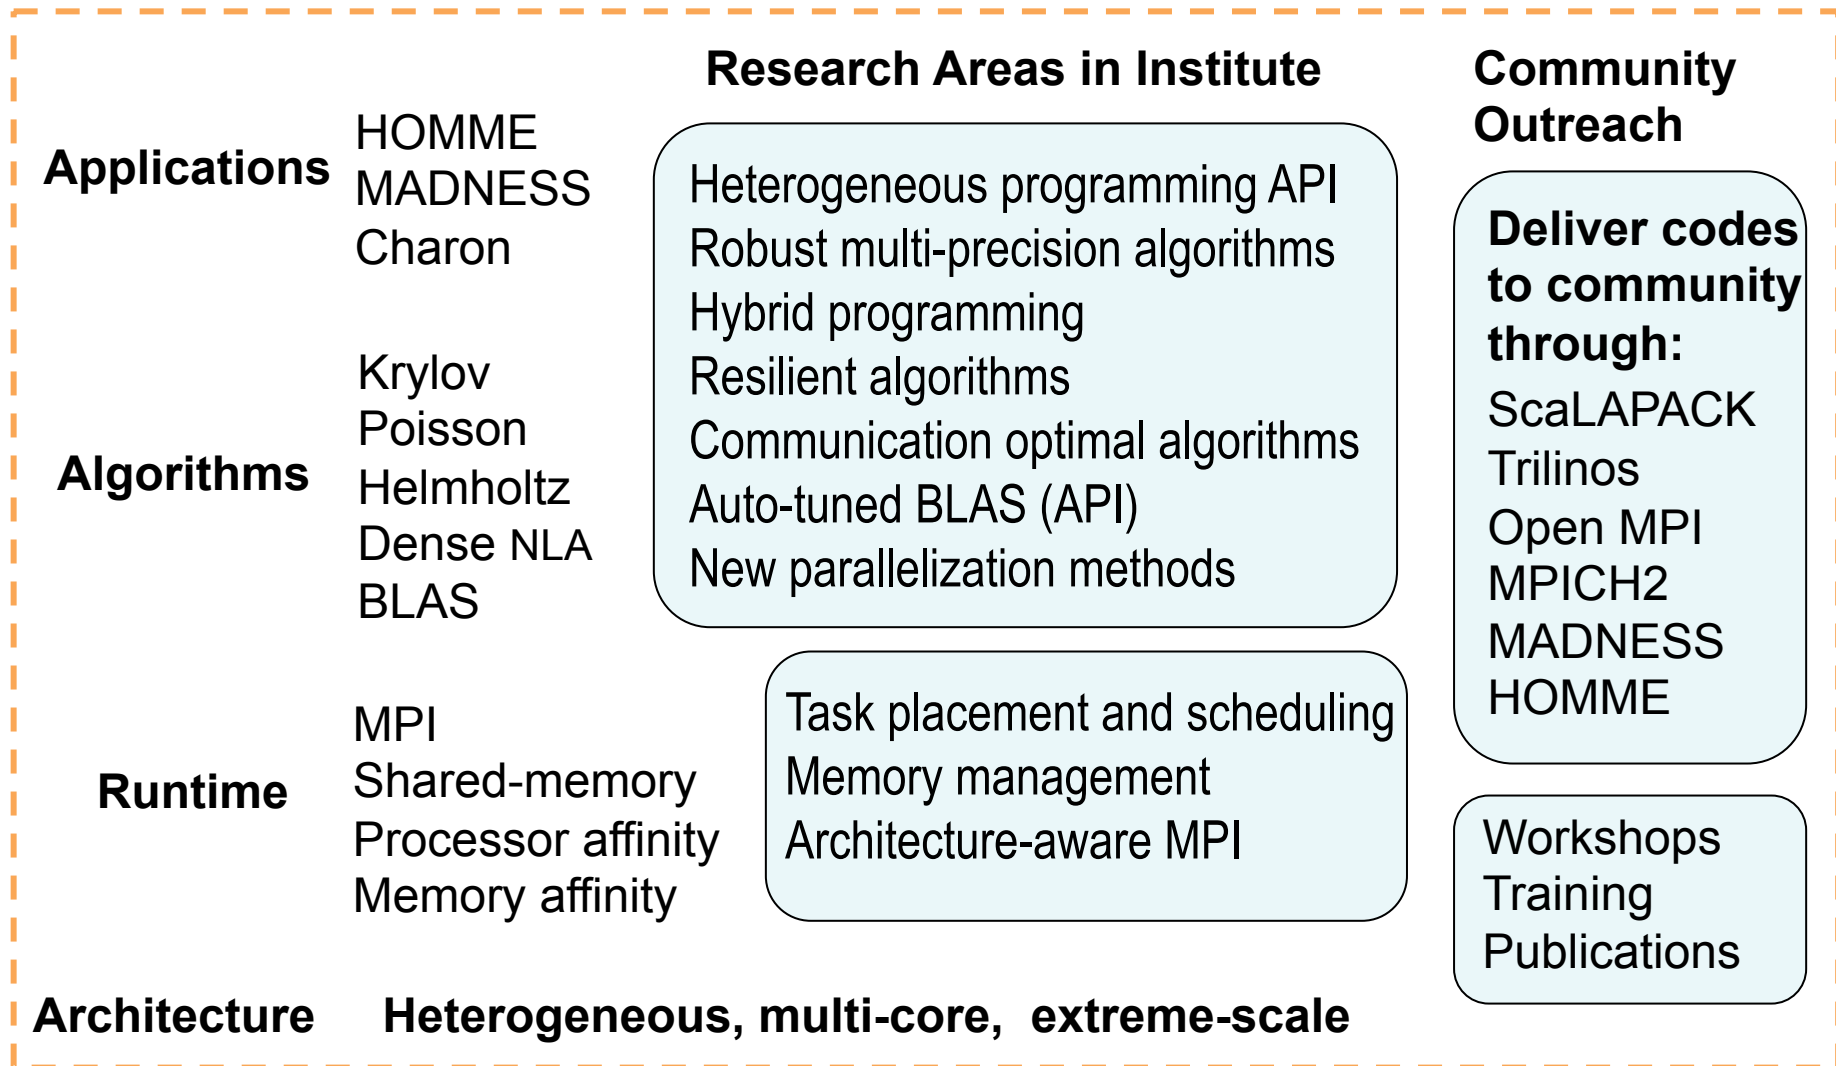 Research Areas in Institute
Community
Outreach
Applications
HOMME
MADNESS
Charon
Algorithms
Krylov
Poisson
Helmholtz
Dense NLA
BLAS
Heterogeneous programming API
Robust multi-precision algorithms
Hybrid programming
Resilient algorithms
Communication optimal algorithms
Auto-tuned BLAS (API)
New parallelization methods
Runtime
MPI
Shared-memory
Processor affinity
Memory affinity
Task placement and scheduling
Memory management
Architecture-aware MPI
Deliver codes
to community
through:
ScaLAPACK
Trilinos
Open MPI
MPICH2
MADNESS
HOMME
Workshops
Training
Publications
Architecture
Heterogeneous, multi-core, extreme-scale